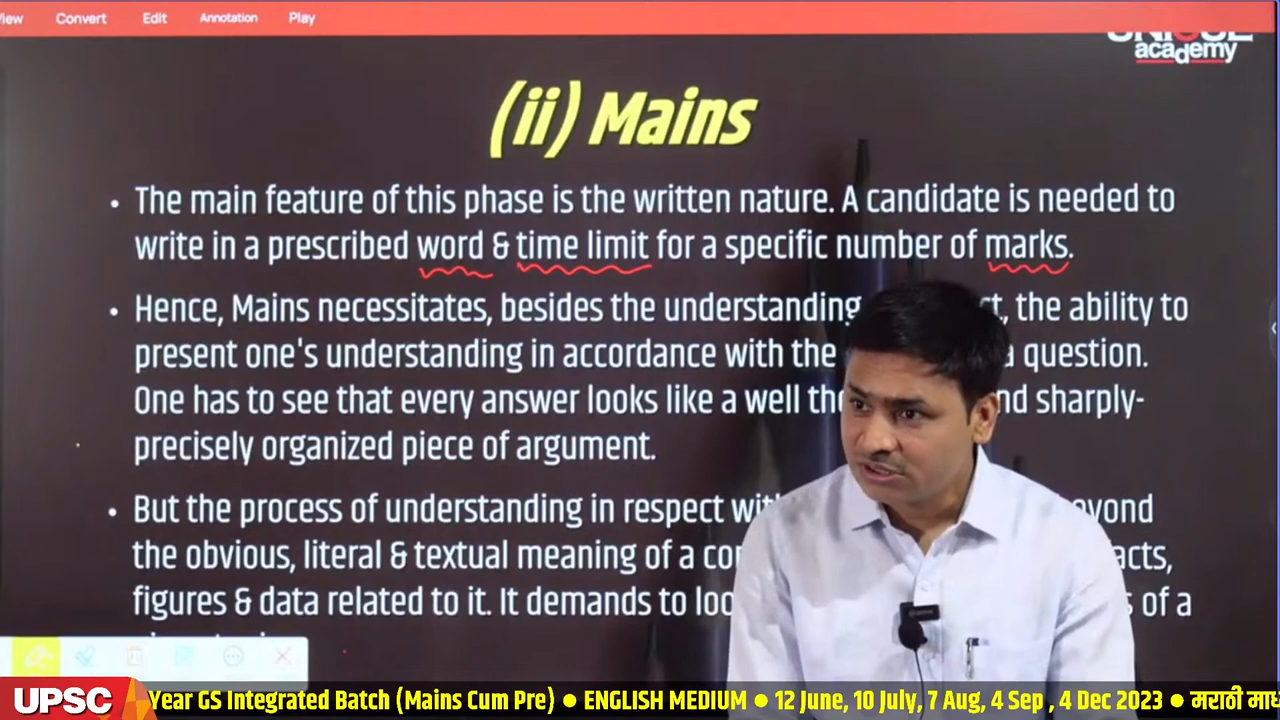 View Convert Edit Annotation Play
UNIQUE
academy
(ii) Mains
• The main feature of this phase is the written nature. A candidate is needed to
write in a prescribed word & time limit for a specific number of marks.
• Hence, Mains necessitates, besides the understanding the ability to
present one's understanding in accordance with the a question.
One has to see that every answer looks like a well sharply-
precisely organized piece of argument.
• But the process of understanding in respect
the obvious, literal & textual meaning of a
figures & data related to it. It demands to s of a
UPSC Year GS Integrated Batch (Mains Cum Pre) ● ENGLISH MEDIUM ● 12 June, 10 July, 7 Aug, 4 Sep , 4 Dec 2023 ● मराठी